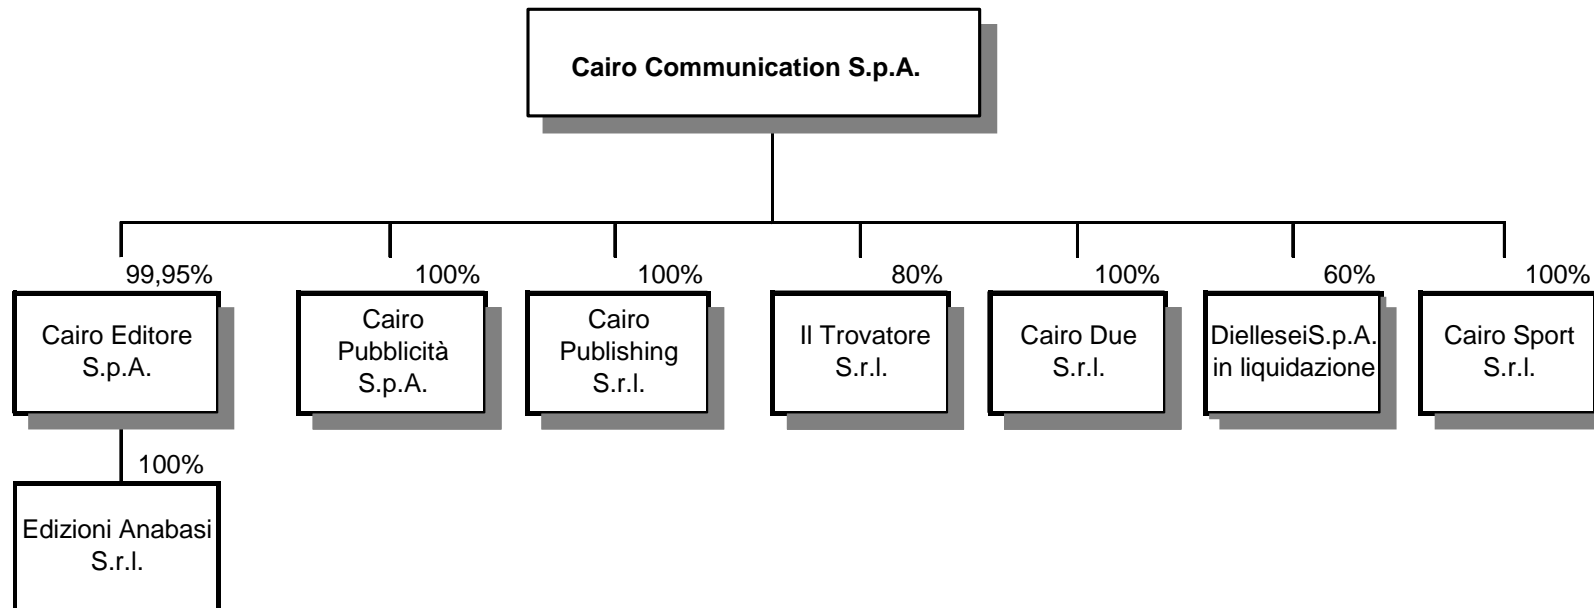 Cairo Communication S.p.A.
99,95%
100%
100%
80%
100%
60%
100%
Cairo Editore
S.p.A.
Cairo
Pubblicità
S.p.A.
Cairo
Publishing
S.r.l.
Il Trovatore
S.r.l.
Cairo Due
S.r.l.
DielleseiS.p.A.
in liquidazione
Cairo Sport
S.r.l.
100%
Edizioni Anabasi
S.r.l.